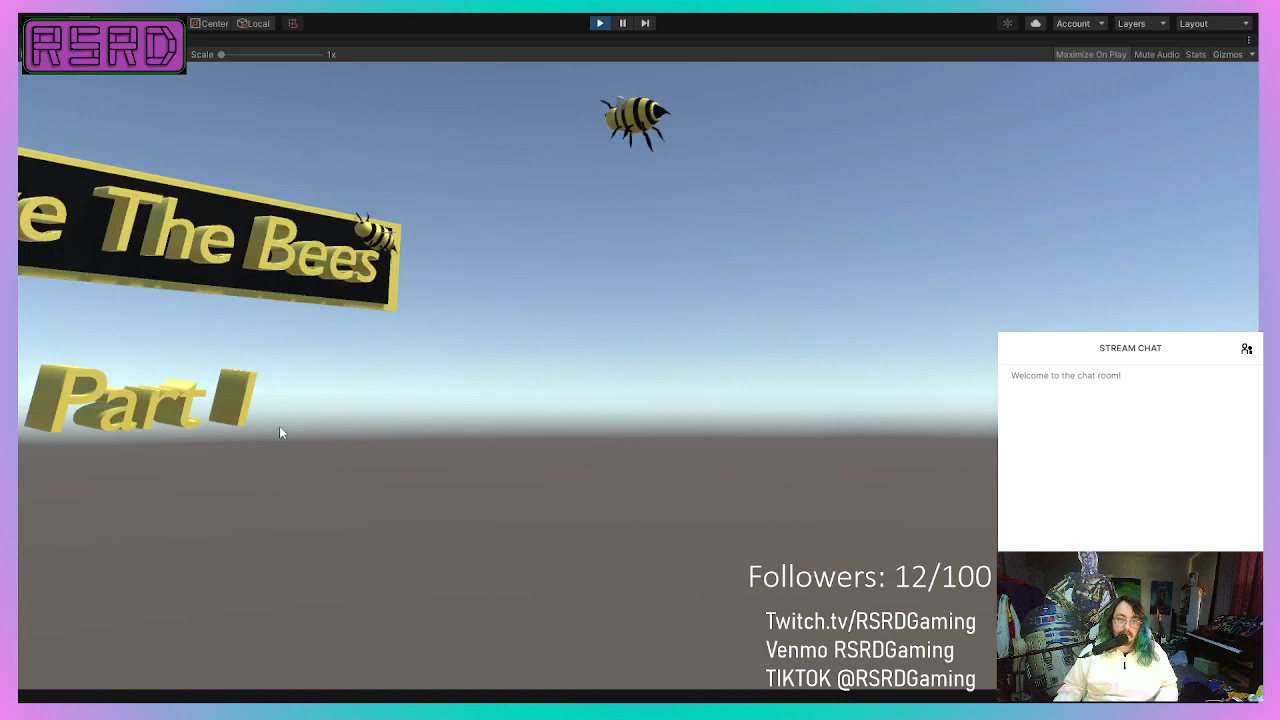 RSRD
Center
Local
Account
Layers
Layout
Scale
1x
Maximize On Play
Mute Audio
Stats
Gizmos
The Bees
Part I
STREAM CHAT
Welcome to the chat room!
Followers: 12/100
Twitch.tv/RSRDGaming
Venmo RSRDGaming
TIKTOK @RSRDGaming